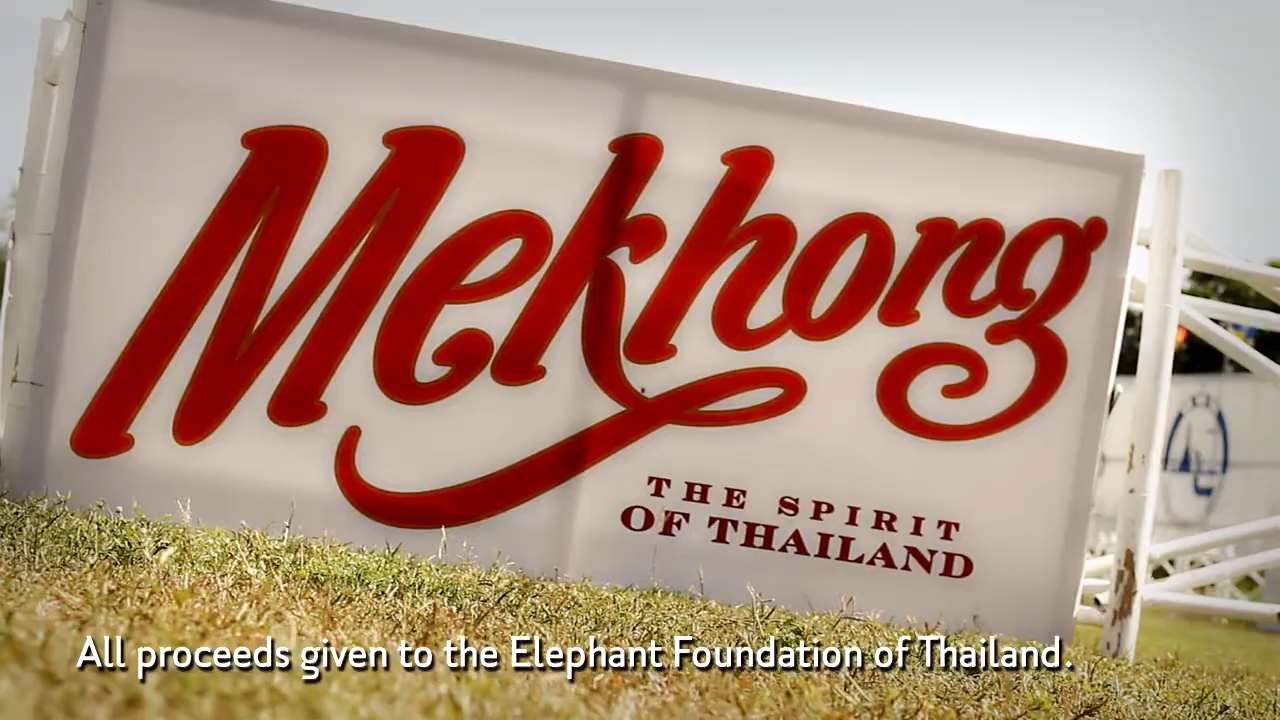 Mekhong
THE SPIRIT
OF THAILAND
All proceeds given to the Elephant Foundation of Thailand.